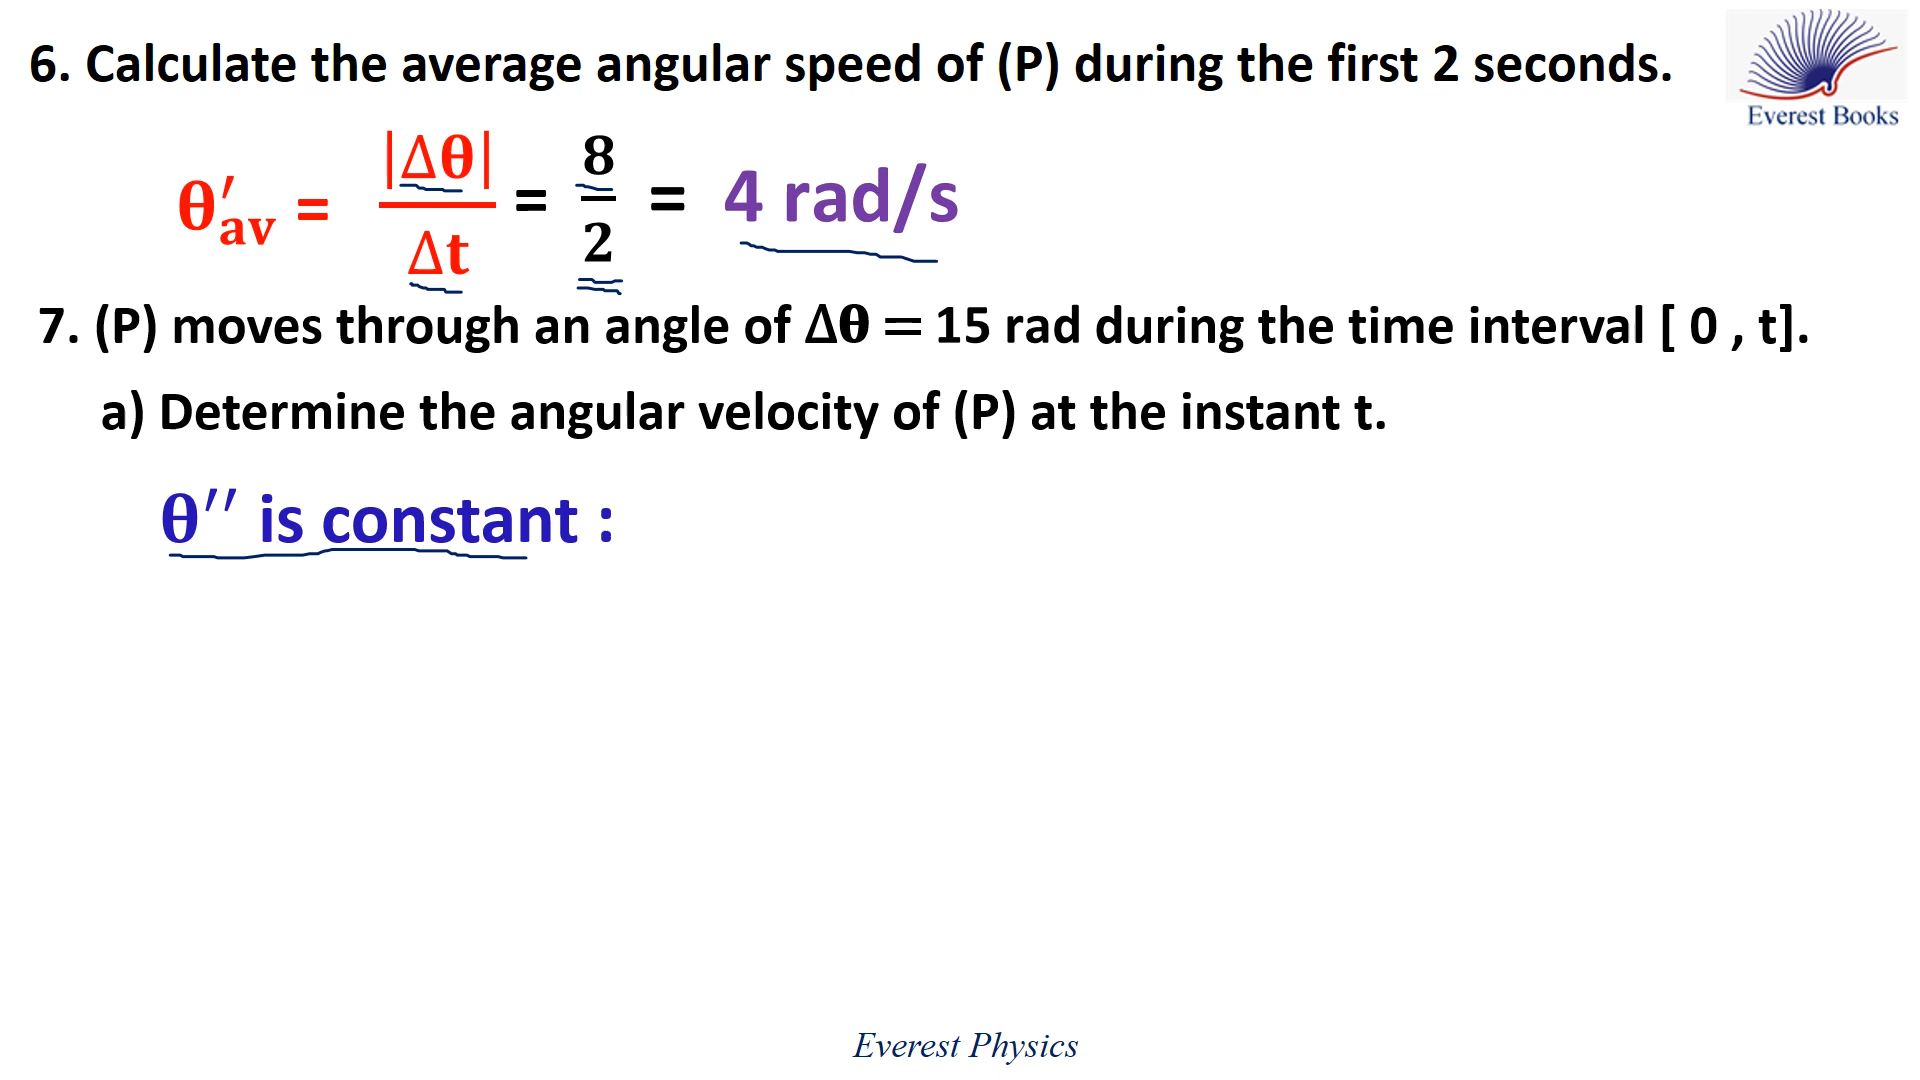 6. Calculate the average angular speed of (P) during the first 2 seconds.
Everest Books
θ′av = |Δθ| / Δt = 8 / 2 = 4 rad/s
7. (P) moves through an angle of Δθ = 15 rad during the time interval [ 0 , t].
a) Determine the angular velocity of (P) at the instant t.
θ′′ is constant :
Everest Physics